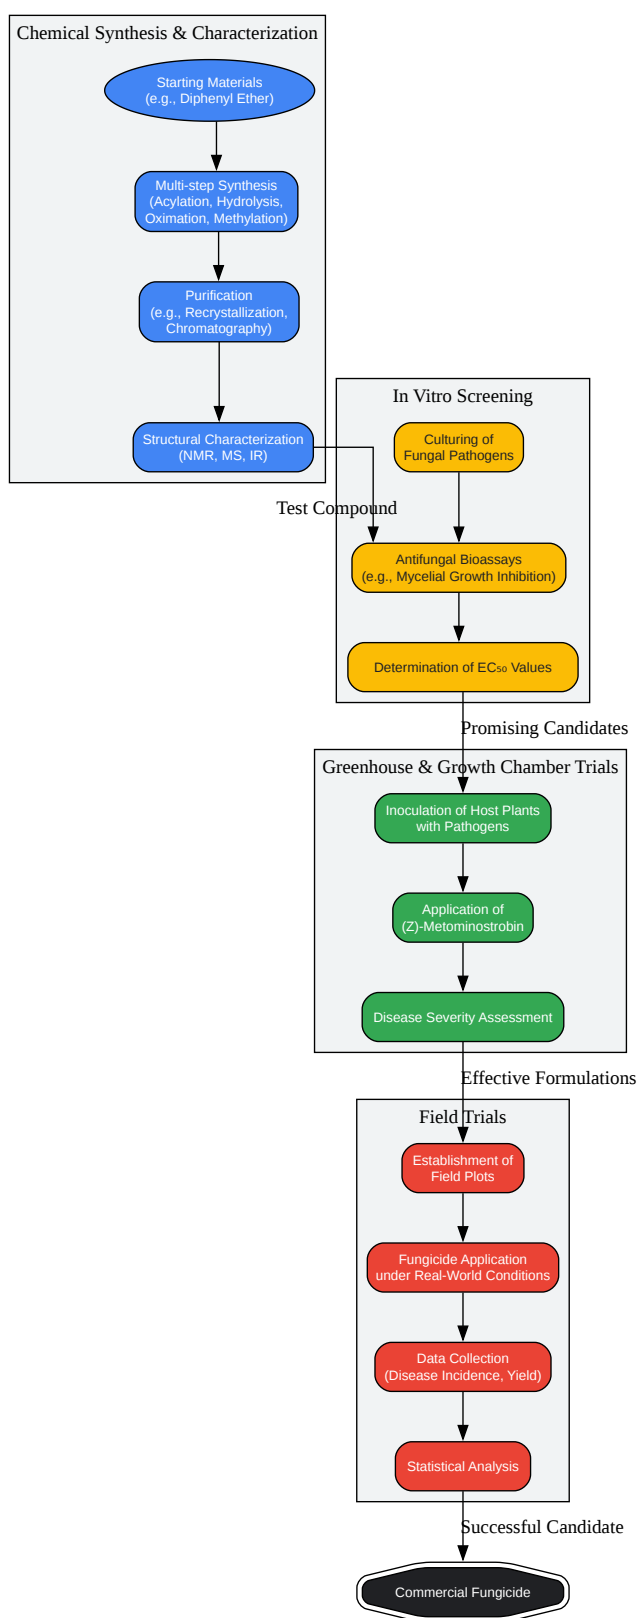 Chemical Synthesis & Characterization
Starting Materials
(e.g., Diphenyl Ether)
Multi-step Synthesis
(Acylation, Hydrolysis,
Oximation, Methylation)
Purification
(e.g., Recrystallization,
Chromatography)
Structural Characterization
(NMR, MS, IR)
In Vitro Screening
Culturing of
Fungal Pathogens
Test Compound
Antifungal Bioassays
(e.g., Mycelial Growth Inhibition)
Determination of EC₅₀ Values
Promising Candidates
Greenhouse & Growth Chamber Trials
Inoculation of Host Plants
with Pathogens
Application of
(Z)-Metominostrobin
Disease Severity Assessment
Effective Formulations
Field Trials
Establishment of
Field Plots
Fungicide Application
under Real-World Conditions
Data Collection
(Disease Incidence, Yield)
Statistical Analysis
Successful Candidate
Commercial Fungicide